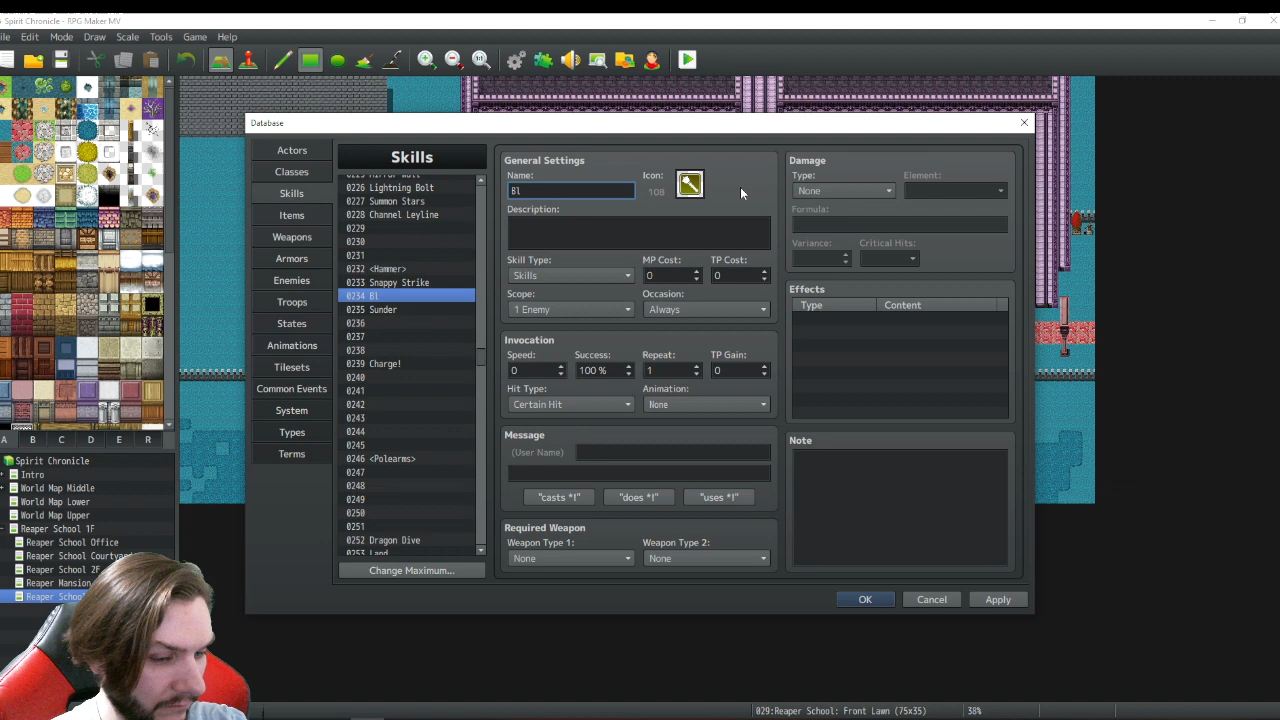 Spirit Chronicle - RPG Maker MV
Edit Mode Draw Scale Tools Game Help
Database
Actors
Classes
Skills
Items
Weapons
Armors
Enemies
Troops
States
Animations
Tilesets
Common Events
System
Types
Terms
Skills
0226 Lightning Bolt
0227 Summon Stars
0228 Channel Leyline
0229
0230
0231
0232 <Hammer>
0233 Snappy Strike
0234 Bl
0235 Sunder
0236
0237
0238
0239 Charge!
0240
0241
0242
0243
0244
0245
0246 <Polearms>
0247
0248
0249
0250
0251
0252 Dragon Dive
0253 Land
Change Maximum...
General Settings
Name: Icon:
Bl 108
Description:
Skill Type: MP Cost: TP Cost:
Skills 0 0
Scope: Occasion:
1 Enemy Always
Invocation
Speed: Success: Repeat: TP Gain:
0 100 % 1 0
Hit Type: Animation:
Certain Hit None
Message
(User Name)
"casts *!" "does *!" "uses *!"
Required Weapon
Weapon Type 1: Weapon Type 2:
None None
Damage
Type: Element:
None
Formula:
Variance: Critical Hits:
Effects
Type Content
Note
OK Cancel Apply
A B C D E R
Spirit Chronicle
Intro
World Map Middle
World Map Lower
World Map Upper
Reaper School 1F
Reaper School Office
Reaper School Courtyard
Reaper School 2F
Reaper Mansion
Reaper School
029:Reaper School: Front Lawn (75x35) 38%